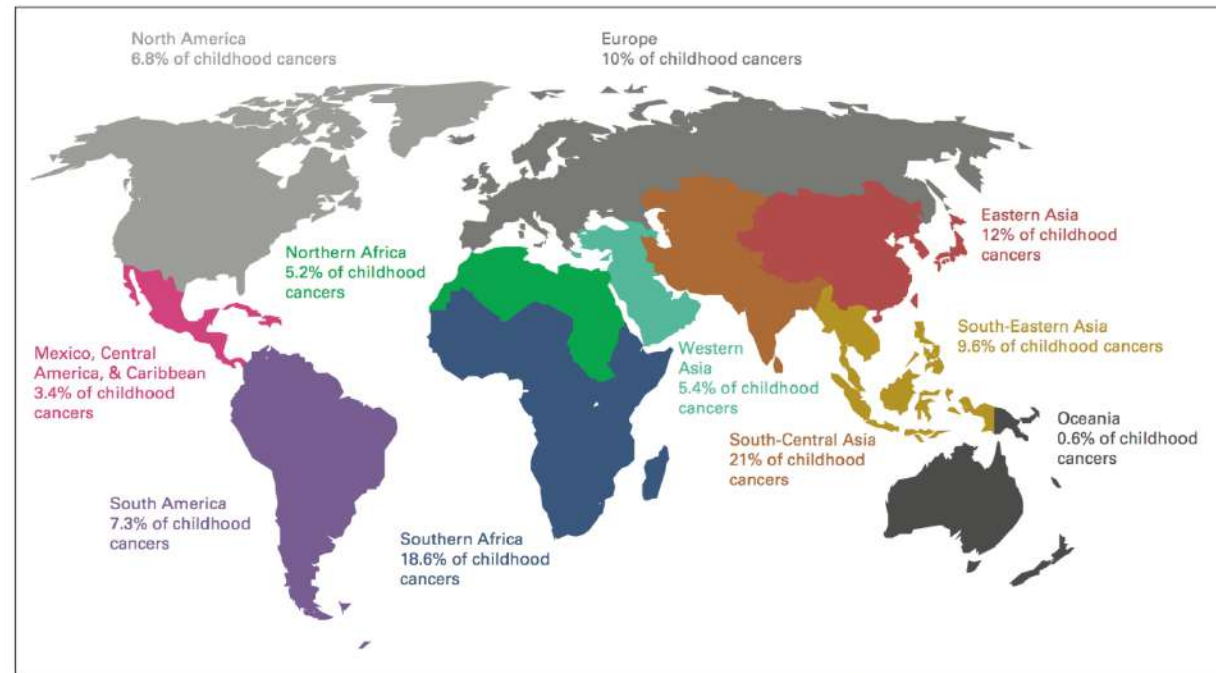 North America
6.8% of childhood cancers
Europe
10% of childhood cancers
Eastern Asia
12% of childhood
cancers
Northern Africa
5.2% of childhood
cancers
South-Eastern Asia
9.6% of childhood cancers
Mexico, Central
America, & Caribbean
3.4% of childhood
cancers
Western
Asia
5.4% of childhood
cancers
Oceania
0.6% of childhood
cancers
South-Central Asia
21% of childhood
cancers
South America
7.3% of childhood
cancers
Southern Africa
18.6% of childhood
cancers